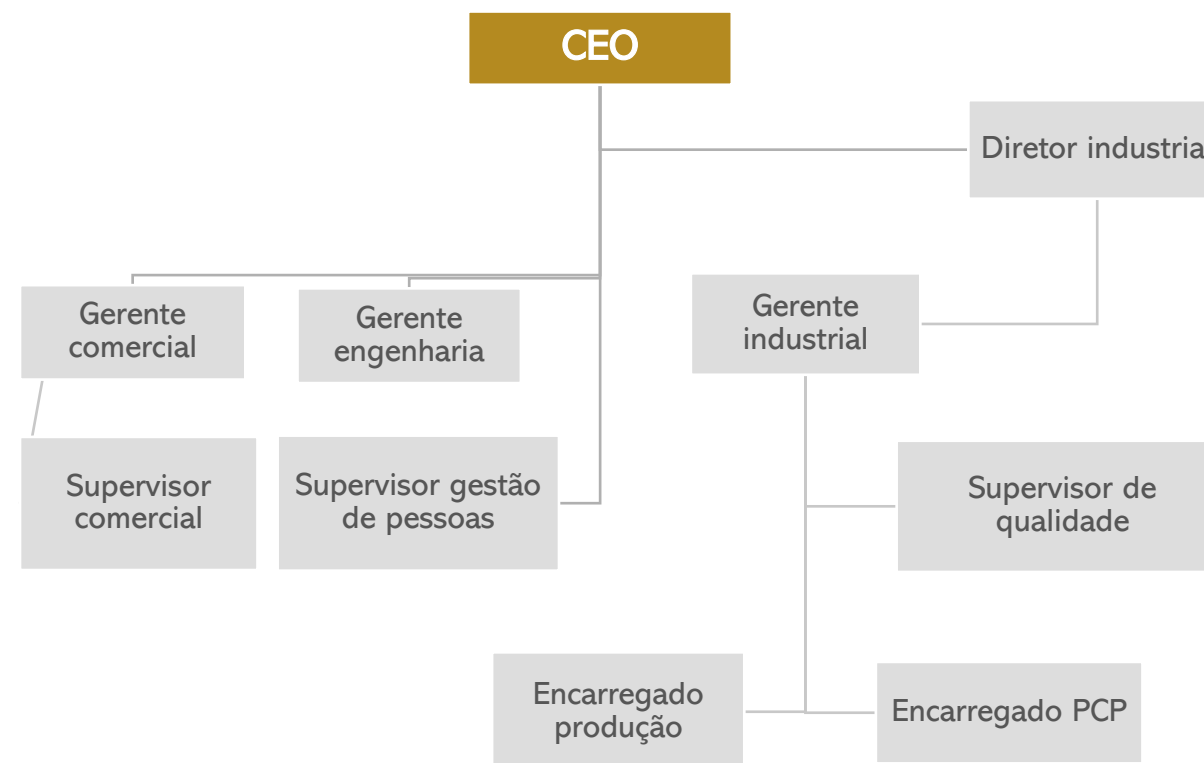 CEO
Diretor industria
Gerente
comercial
Gerente
engenharia
Gerente
industrial
Supervisor
comercial
Supervisor gestão
de pessoas
Supervisor de
qualidade
Encarregado
produção
Encarregado PCP